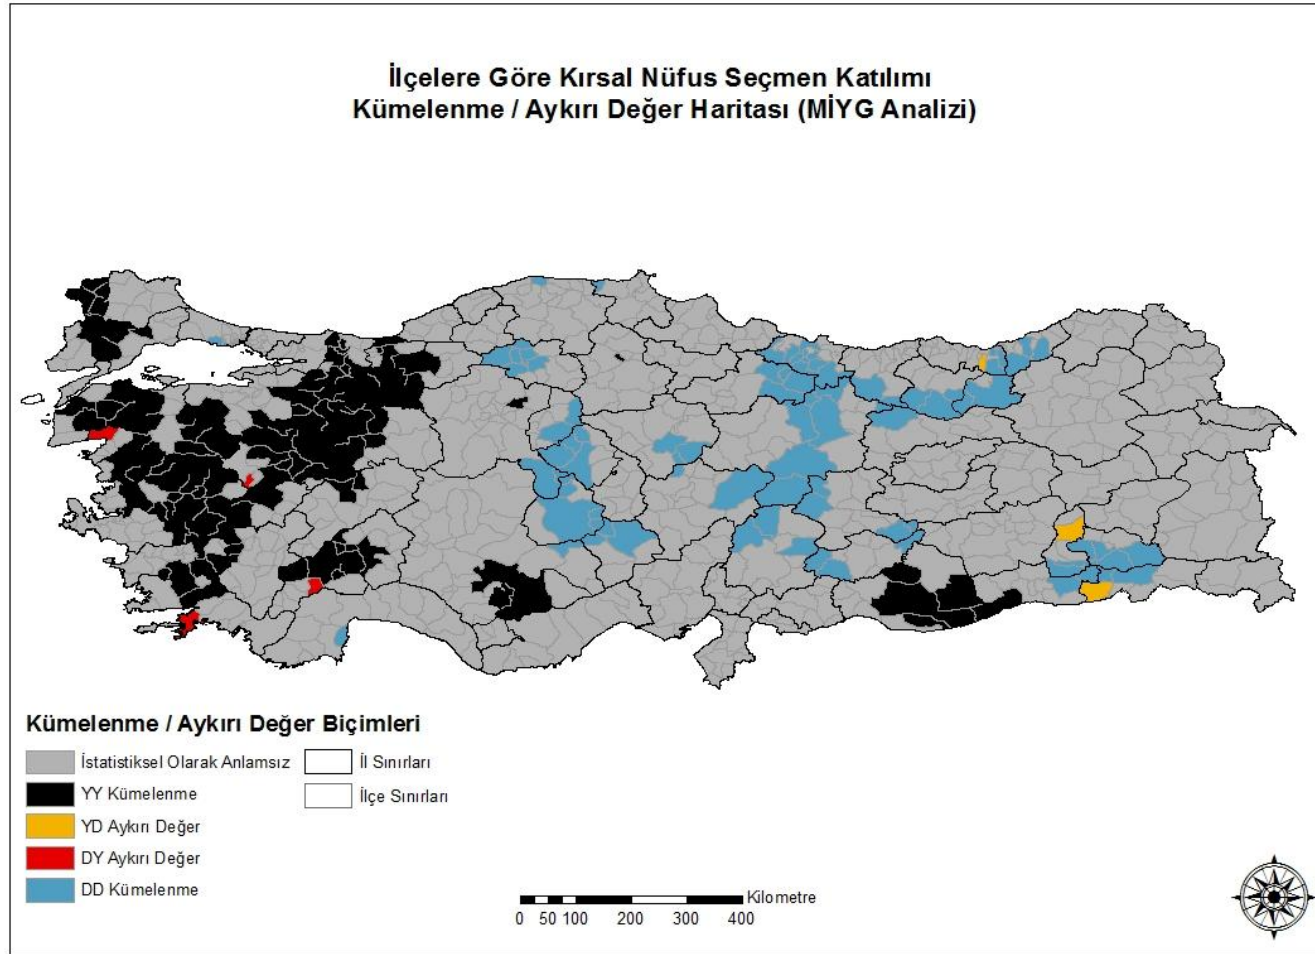 İlçelere Göre Kırsal Nüfus Seçmen Katılımı
Kümelenme / Aykırı Değer Haritası (MİYG Analizi)
Kümelenme / Aykırı Değer Biçimleri
İstatistiksel Olarak Anlamsız
İl Sınırları
YY Kümelenme
İlçe Sınırları
YD Aykırı Değer
DY Aykırı Değer
DD Kümelenme
Kilometre
0 50 100 200 300 400